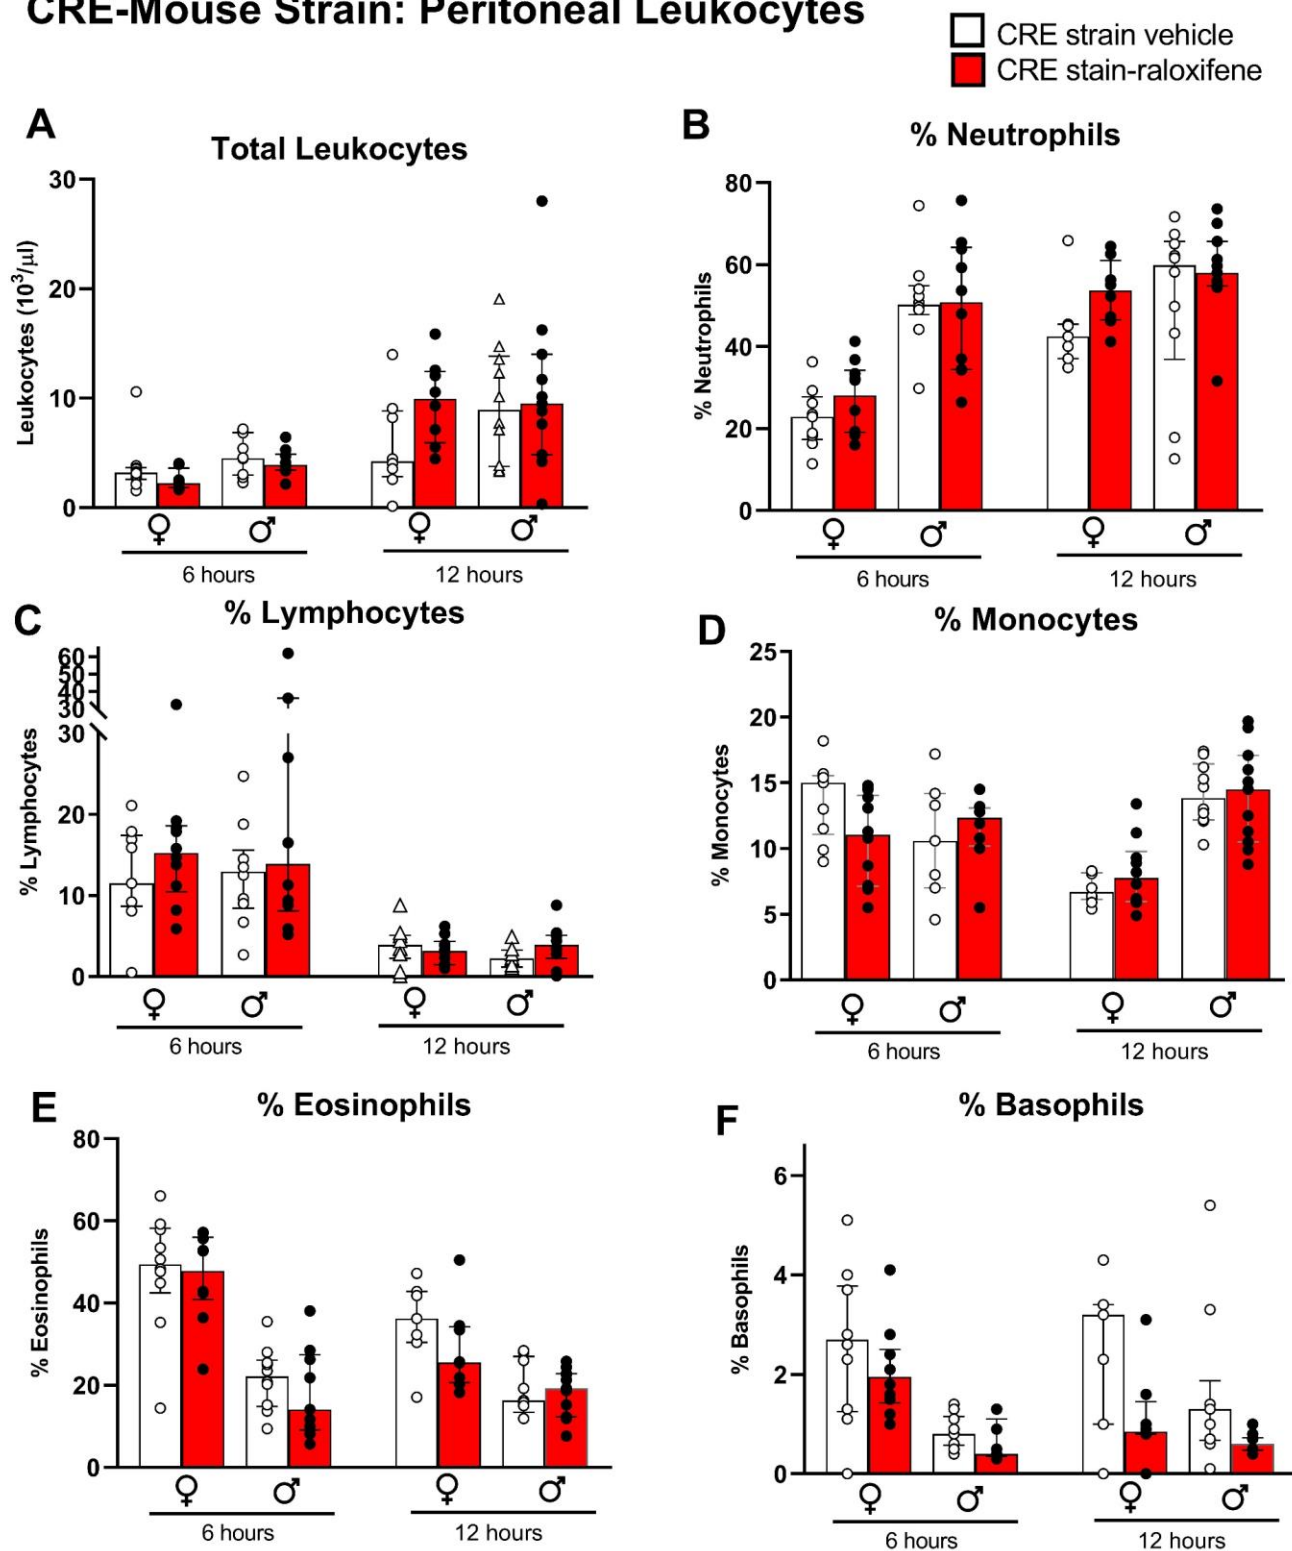 CRE-Mouse Strain: Peritoneal Leukocytes
CRE strain vehicle
CRE stain-raloxifene
A
Total Leukocytes
Leukocytes (10³/µl)
30
20
10
0
♀ ♂ ♀ ♂
6 hours 12 hours
B
% Neutrophils
% Neutrophils
80
60
40
20
0
♀ ♂ ♀ ♂
6 hours 12 hours
C
% Lymphocytes
% Lymphocytes
60
50
40
30
30
20
10
0
♀ ♂ ♀ ♂
6 hours 12 hours
D
% Monocytes
% Monocytes
25
20
15
10
5
0
♀ ♂ ♀ ♂
6 hours 12 hours
E
% Eosinophils
% Eosinophils
80
60
40
20
0
♀ ♂ ♀ ♂
6 hours 12 hours
F
% Basophils
% Basophils
6
4
2
0
♀ ♂ ♀ ♂
6 hours 12 hours